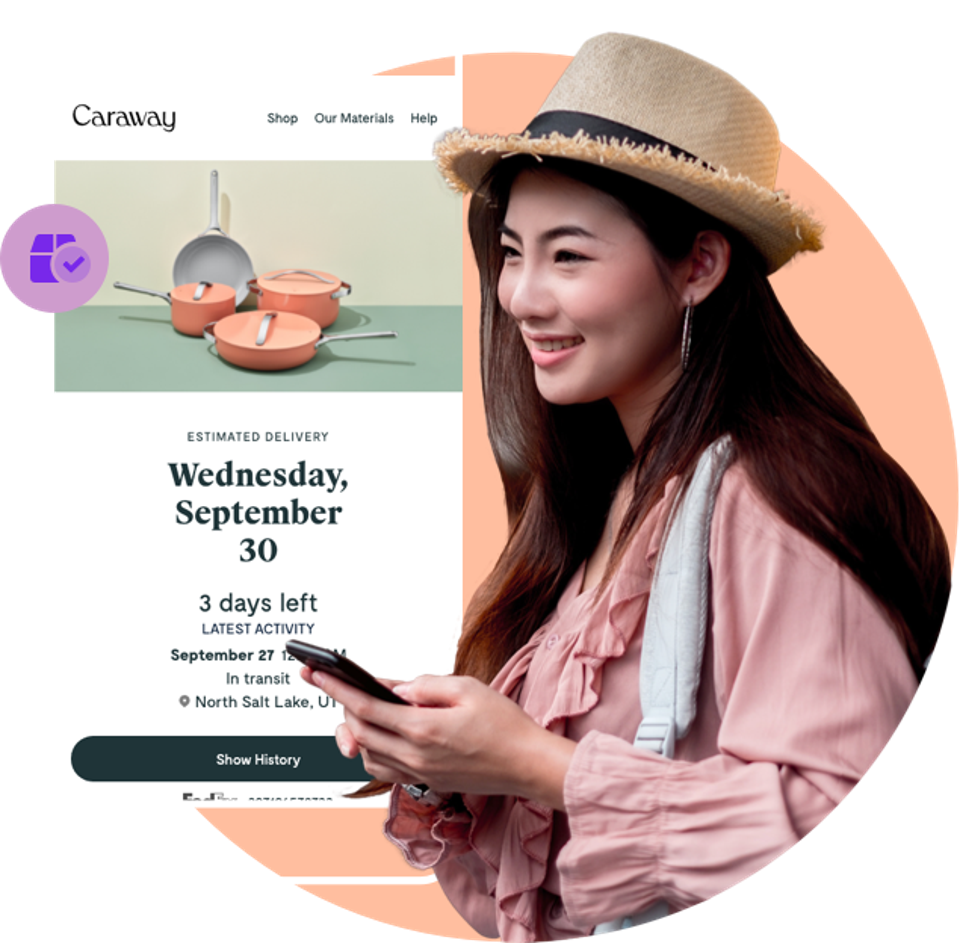 Caraway
Shop Our Materials Help
ESTIMATED DELIVERY
Wednesday,
September
30
3 days left
LATEST ACTIVITY
September 27
In transit
North Salt Lake, UT
Show History